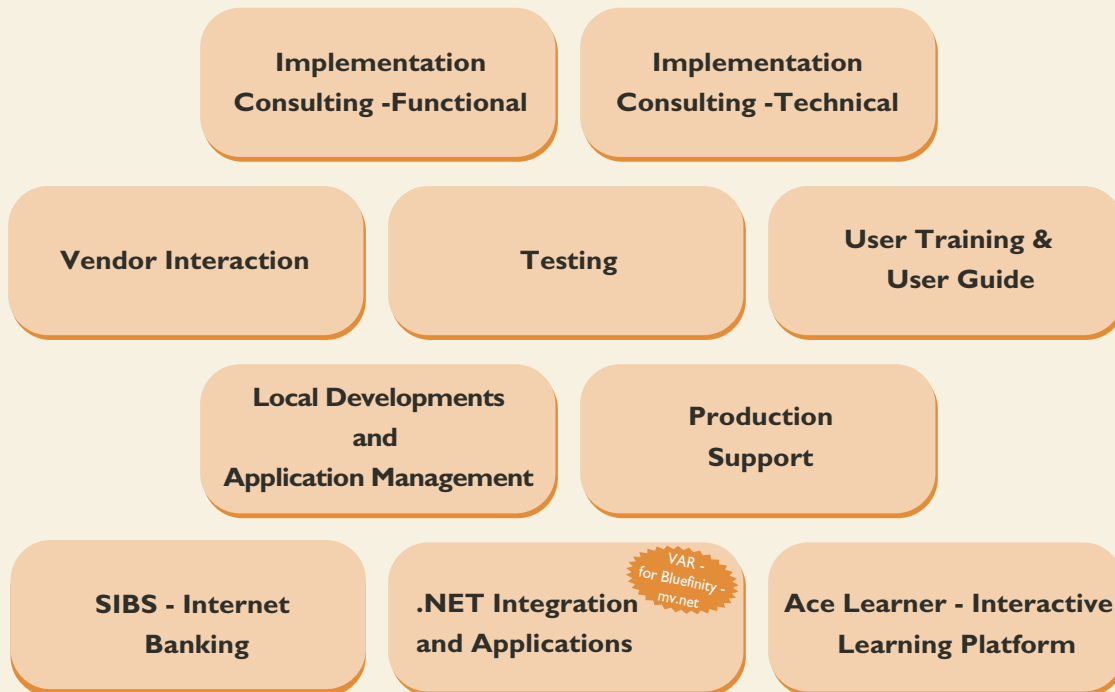 Implementation
Consulting -Functional
Implementation
Consulting -Technical
Vendor Interaction
Testing
User Training &
User Guide
Local Developments
and
Application Management
Production
Support
SIBS - Internet
Banking
VAR -
for Bluefinity -
mv.net
.NET Integration
and Applications
Ace Learner - Interactive
Learning Platform